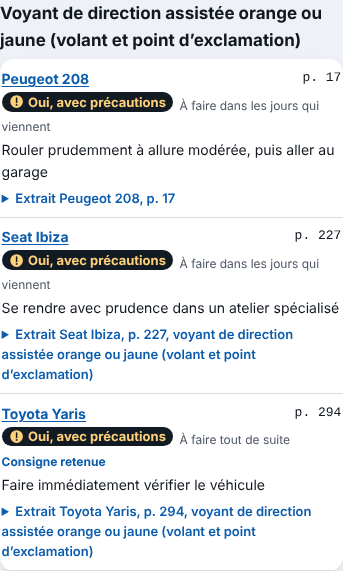 Voyant de direction assistée orange ou
jaune (volant et point d’exclamation)
Peugeot 208 p. 17
! Oui, avec précautions À faire dans les jours qui
viennent
Rouler prudemment à allure modérée, puis aller au
garage
▶ Extrait Peugeot 208, p. 17
Seat Ibiza p. 227
! Oui, avec précautions À faire dans les jours qui
viennent
Se rendre avec prudence dans un atelier spécialisé
▶ Extrait Seat Ibiza, p. 227, voyant de direction
assistée orange ou jaune (volant et point
d’exclamation)
Toyota Yaris p. 294
! Oui, avec précautions À faire tout de suite
Consigne retenue
Faire immédiatement vérifier le véhicule
▶ Extrait Toyota Yaris, p. 294, voyant de direction
assistée orange ou jaune (volant et point
d’exclamation)